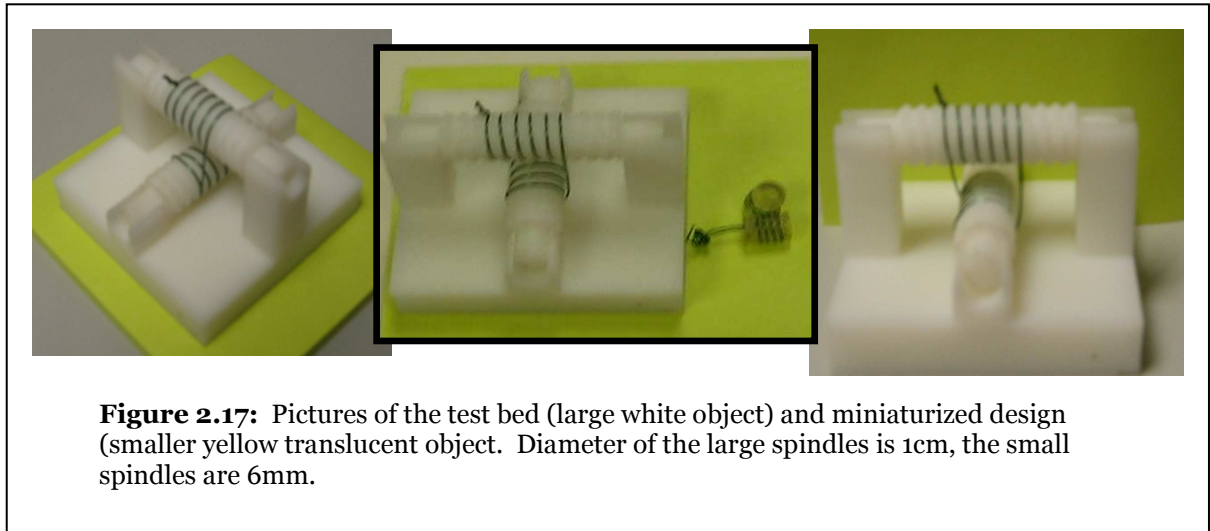 Figure 2.17: Pictures of the test bed (large white object) and miniaturized design
(smaller yellow translucent object. Diameter of the large spindles is 1cm, the small
spindles are 6mm.